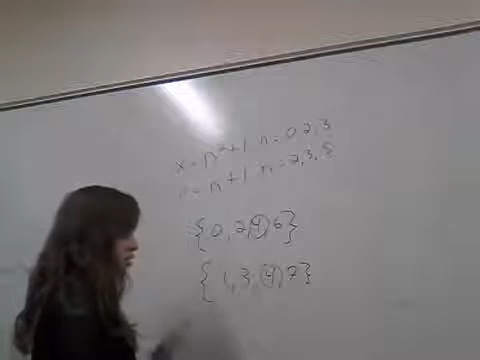 x = n²+1 n = 0 2, 3
= n + 1 n = 2, 3, 5
{0, 2, 4, 6}
{1, 3, 4, 7}